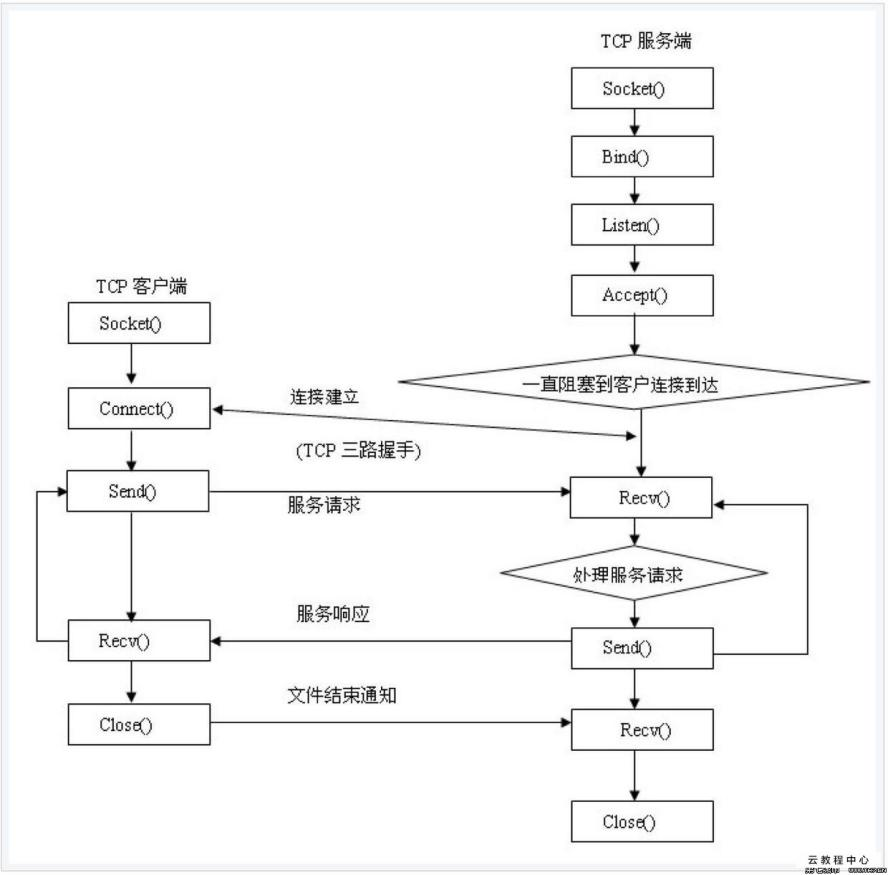 TCP 服务端
Socket()
Bind()
Listen()
Accept()
一直阻塞到客户连接到达
TCP 客户端
Socket()
Connect()
连接建立
(TCP 三路握手)
Send()
服务请求
Recv()
处理服务请求
服务响应
Recv()
Send()
文件结束通知
Close()
Recv()
Close()
云教程中心